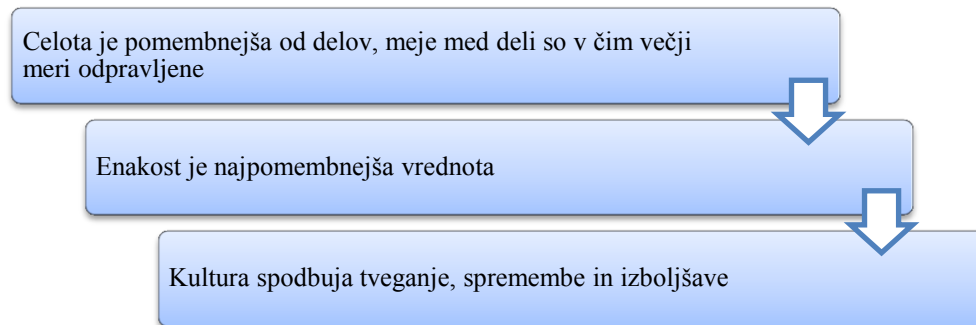 Celota je pomembnejša od delov, meje med deli so v čim večji
meri odpravljene
Enakost je najpomembnejša vrednota
Kultura spodbuja tveganje, spremembe in izboljšave